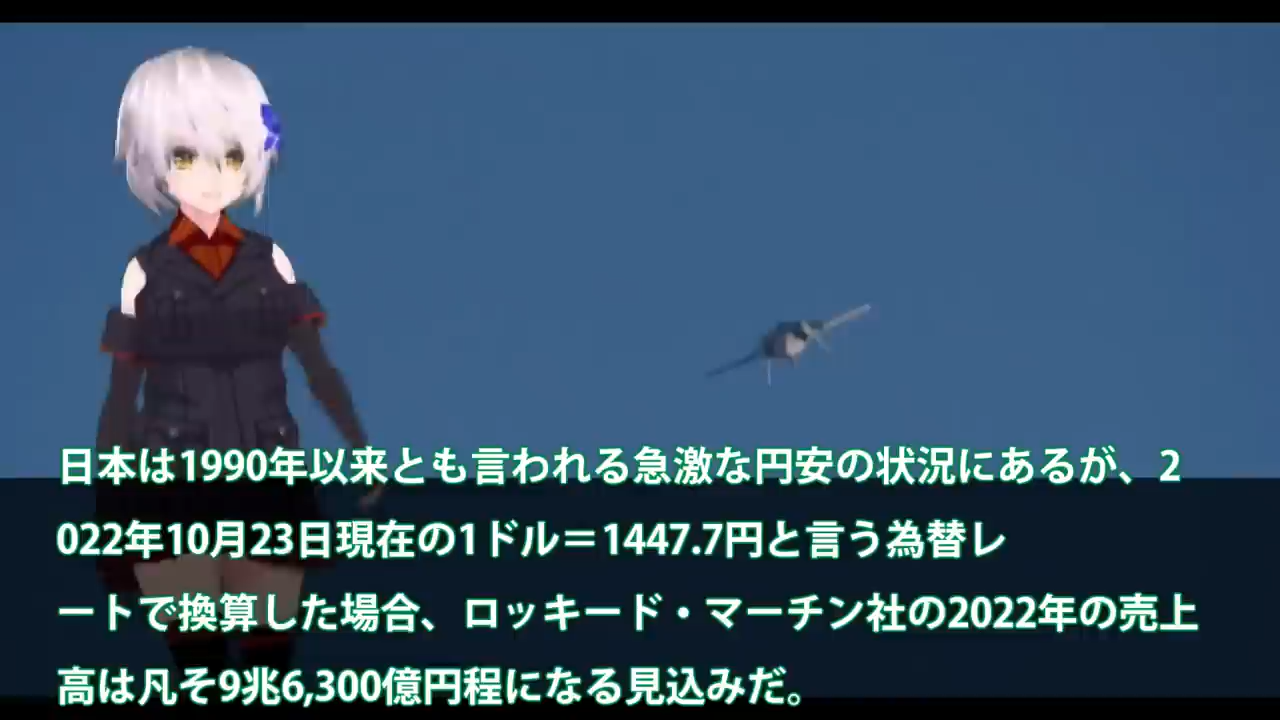 日本は1990年以来とも言われる急激な円安の状況にあるが、2
022年10月23日現在の1ドル＝1447.7円と言う為替レ
ートで換算した場合、ロッキード・マーチン社の2022年の売上
高は凡そ9兆6,300億円程になる見込みだ。